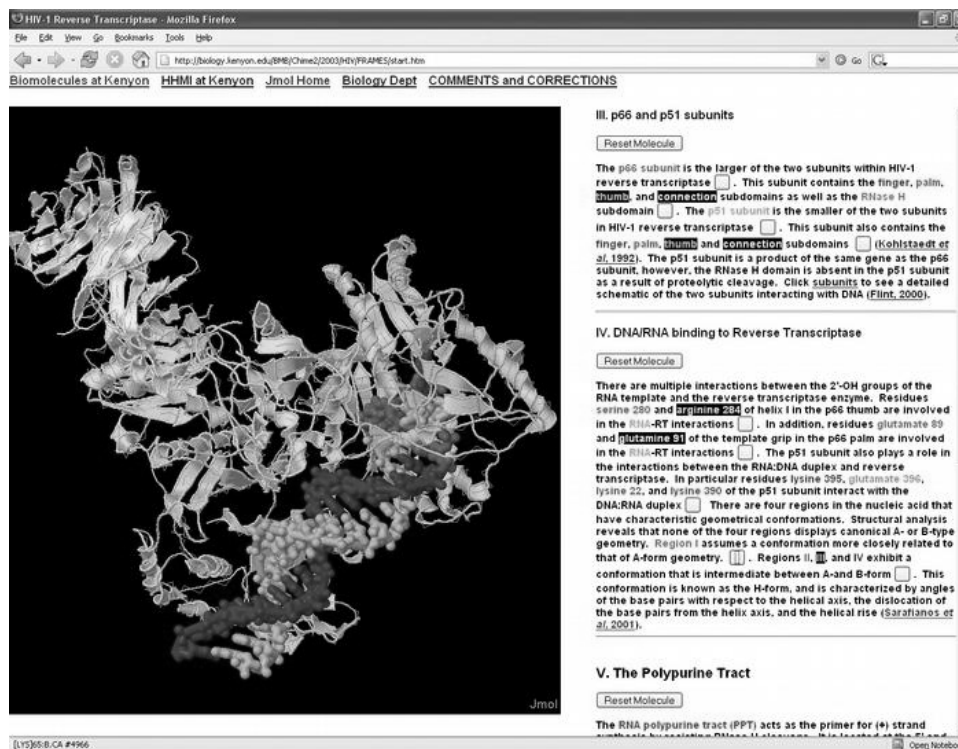 HIV-1 Reverse Transcriptase - Mozilla Firefox
File Edit View Go Bookmarks Tools Help
http://biology.kenyon.edu/BMB/Chime2/2003/HIV/FRAMES/start.htm
Go
Biomolecules at Kenyon HHMI at Kenyon Jmol Home Biology Dept COMMENTS and CORRECTIONS
III. p66 and p51 subunits
Reset Molecule
The p66 subunit is the larger of the two subunits within HIV-1
reverse transcriptase . This subunit contains the finger, palm,
thumb, and connection subdomains as well as the RNase H
subdomain . The p51 subunit is the smaller of the two subunits
in HIV-1 reverse transcriptase . This subunit also contains the
finger, palm, thumb and connection subdomains (Kohlstaedt
et al, 1992). The p51 subunit is a product of the same gene as the p66
subunit, however, the RNase H domain is absent in the p51 subunit
as a result of proteolytic cleavage. Click subunits to see a detailed
schematic of the two subunits interacting with DNA (Flint, 2000).
IV. DNA/RNA binding to Reverse Transcriptase
Reset Molecule
There are multiple interactions between the 2'-OH groups of the
RNA template and the reverse transcriptase enzyme. Residues
serine 280 and arginine 284 of helix I in the p66 thumb are involved
in the RNA-RT interactions . In addition, residues glutamate 89
and glutamine 91 of the template grip in the p66 palm are involved
in the RNA-RT interactions . The p51 subunit also plays a role in
the interactions between the RNA:DNA duplex and reverse
transcriptase. In particular residues lysine 395, glutamate 396,
lysine 22, and lysine 390 of the p51 subunit interact with the
DNA:RNA duplex There are four regions in the nucleic acid that
have characteristic geometrical conformations. Structural analysis
reveals that none of the four regions displays canonical A- or B-type
geometry. Region I assumes a conformation more closely related to
that of A-form geometry. . Regions II, III, and IV exhibit a
conformation that is intermediate between A-and B-form . This
conformation is known as the H-form, and is characterized by angles
of the base pairs with respect to the helical axis, the dislocation of
the base pairs from the helix axis, and the helical rise (Sarafianos et
al, 2001).
V. The Polypurine Tract
Reset Molecule
The RNA polypurine tract (PPT) acts as the primer for (+) strand
Jmol
[LYS]65:B.CA #4966
Open Notebo